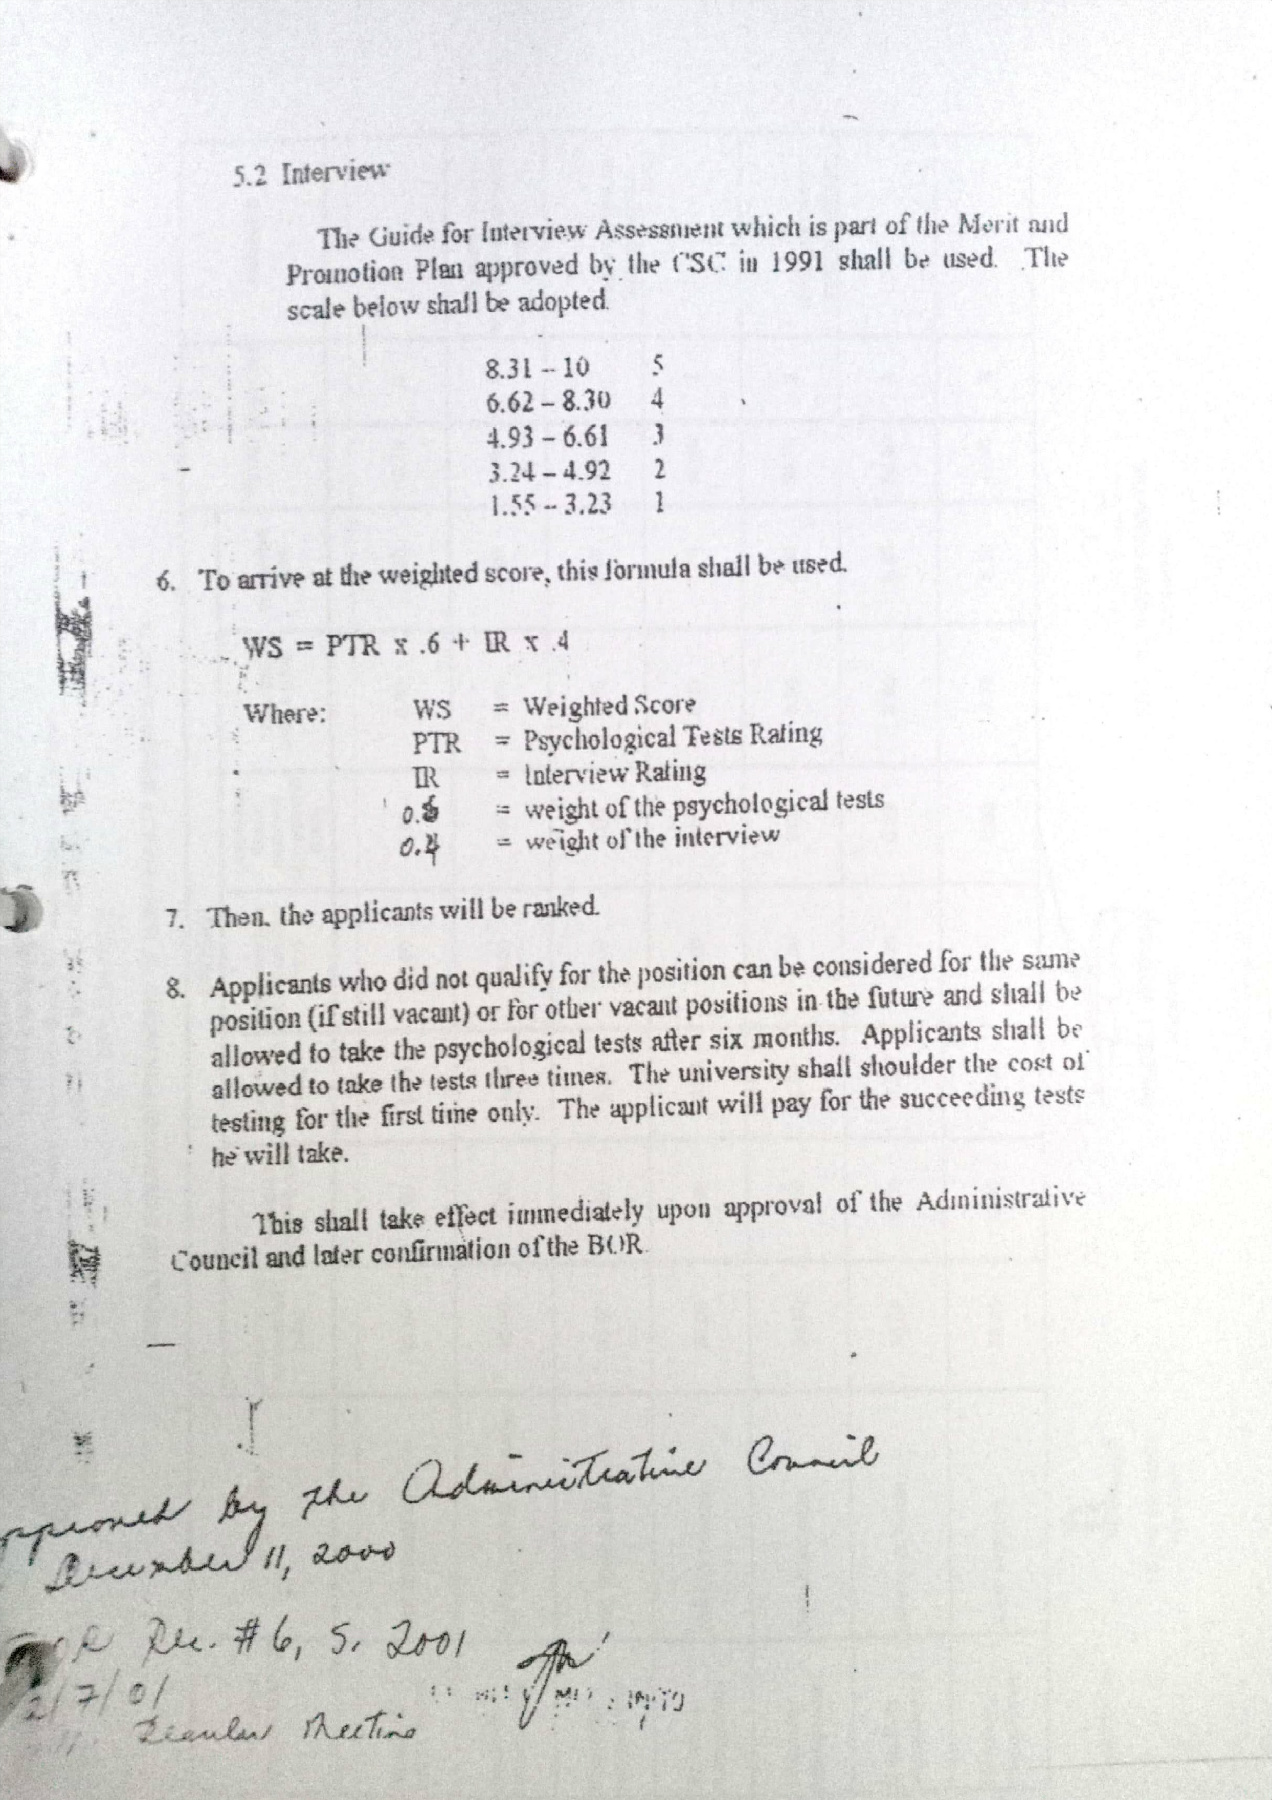 5.2 Interview
The Guide for Interview Assessment which is part of the Merit and
Promotion Plan approved by the CSC in 1991 shall be used. The
scale below shall be adopted.
8.31 – 10 5
6.62 – 8.30 4
4.93 – 6.61 3
3.24 – 4.92 2
1.55 – 3.23 1
6. To arrive at the weighted score, this formula shall be used.
WS = PTR x .6 + IR x .4
Where: WS = Weighted Score
PTR = Psychological Tests Rating
IR = Interview Rating
0.6 = weight of the psychological tests
0.4 = weight of the interview
7. Then, the applicants will be ranked.
8. Applicants who did not qualify for the position can be considered for the same
position (if still vacant) or for other vacant positions in the future and shall be
allowed to take the psychological tests after six months. Applicants shall be
allowed to take the tests three times. The university shall shoulder the cost of
testing for the first time only. The applicant will pay for the succeeding tests
he will take.
This shall take effect immediately upon approval of the Administrative
Council and later confirmation of the BOR.
by the Administrative Council
December 11, 2000
#6, S. 2001
2/7/01
Regular Meeting